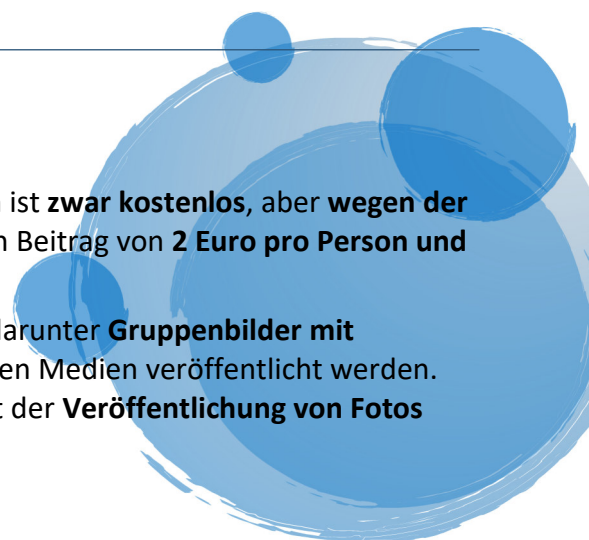 ist zwar kostenlos, aber wegen der
Beitrag von 2 Euro pro Person und
darunter Gruppenbilder mit
en Medien veröffentlicht werden.
der Veröffentlichung von Fotos